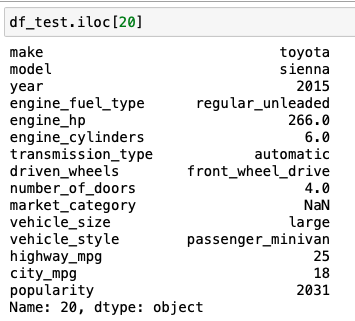 df_test.iloc[20]
make toyota
model sienna
year 2015
engine_fuel_type regular_unleaded
engine_hp 266.0
engine_cylinders 6.0
transmission_type automatic
driven_wheels front_wheel_drive
number_of_doors 4.0
market_category NaN
vehicle_size large
vehicle_style passenger_minivan
highway_mpg 25
city_mpg 18
popularity 2031
Name: 20, dtype: object